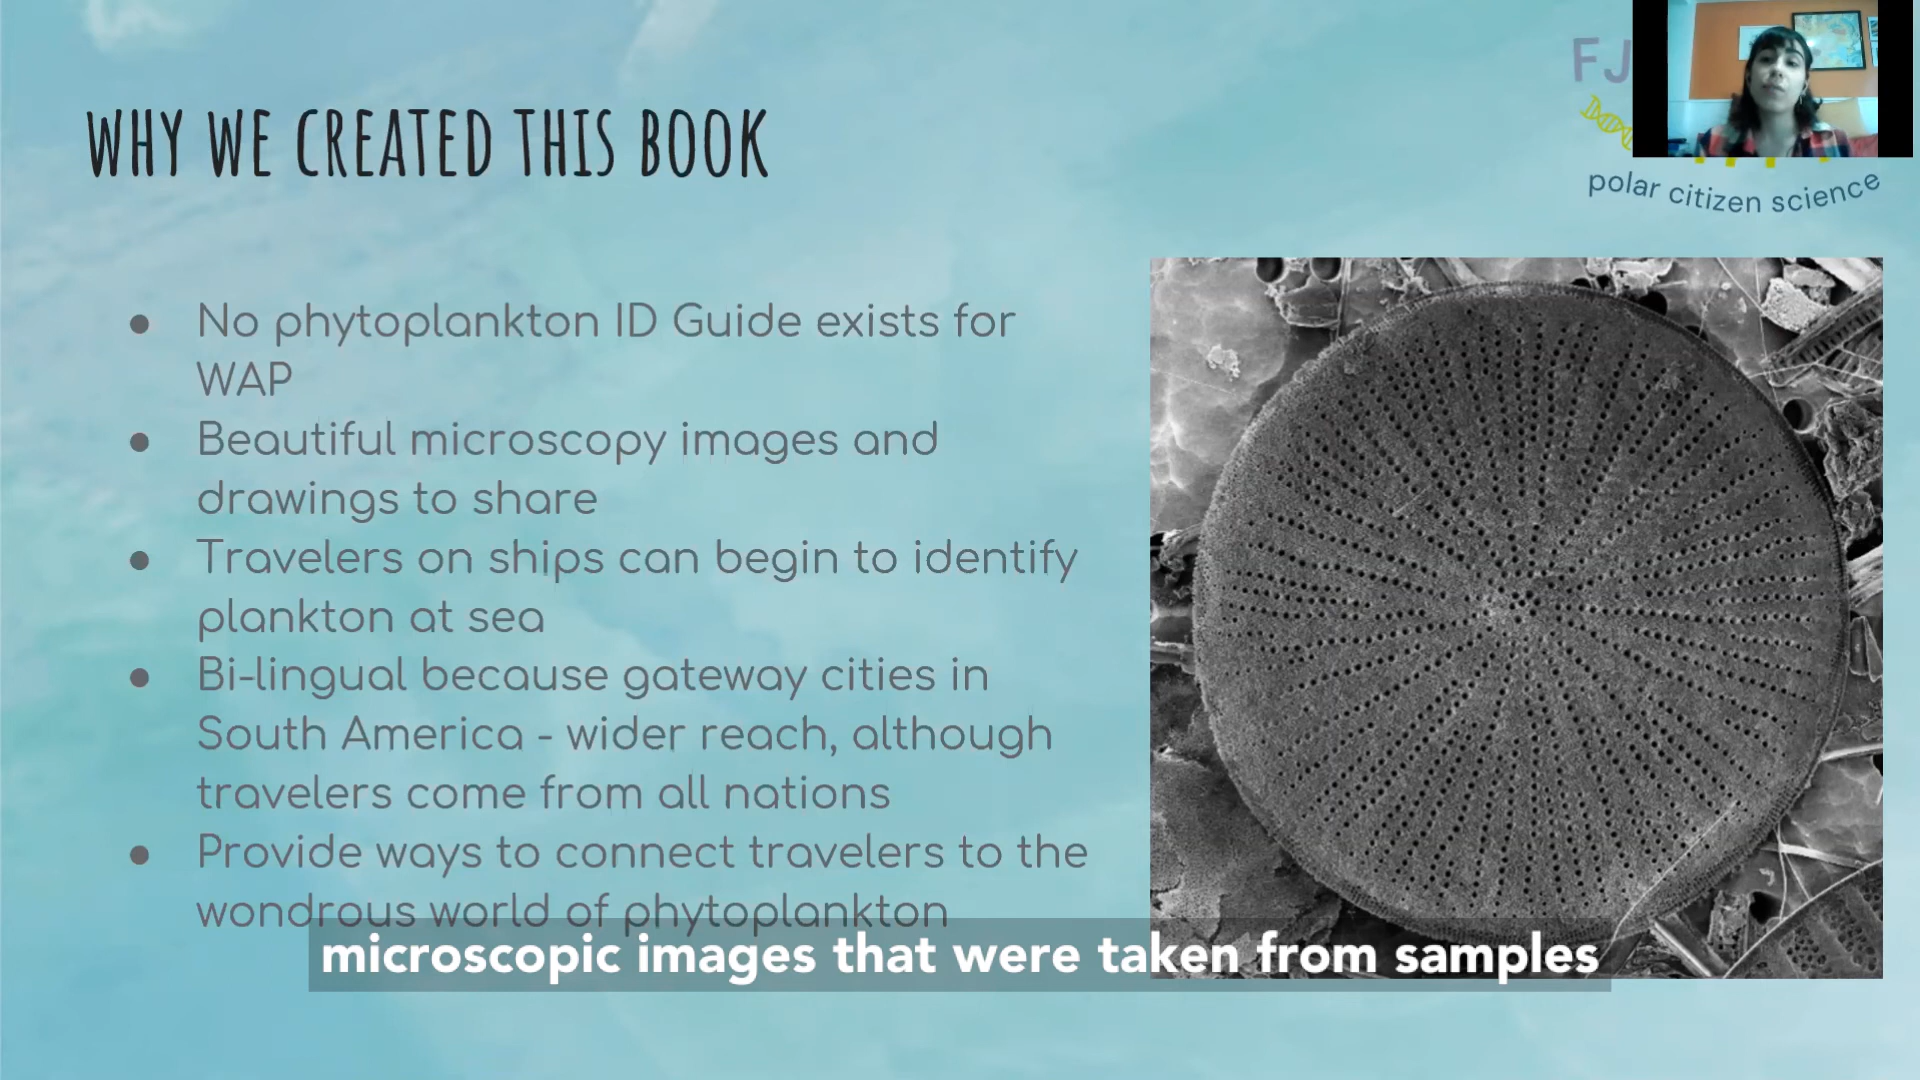 WHY WE CREATED THIS BOOK
FJ
polar citizen science
● No phytoplankton ID Guide exists for
WAP
● Beautiful microscopy images and
drawings to share
● Travelers on ships can begin to identify
plankton at sea
● Bi-lingual because gateway cities in
South America - wider reach, although
travelers come from all nations
● Provide ways to connect travelers to the
wondrous world of phytoplankton
microscopic images that were taken from samples